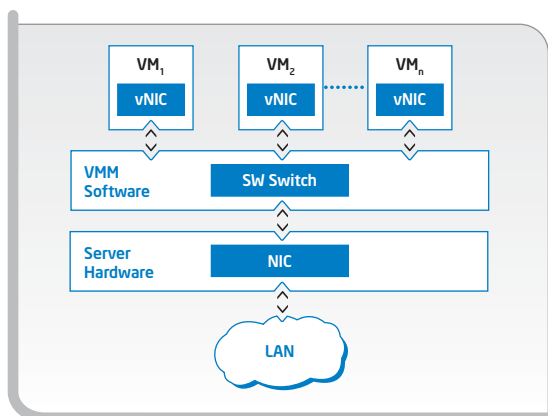 VM1 VM2 VMn
vNIC vNIC vNIC
VMM
Software
SW Switch
Server
Hardware
NIC
LAN